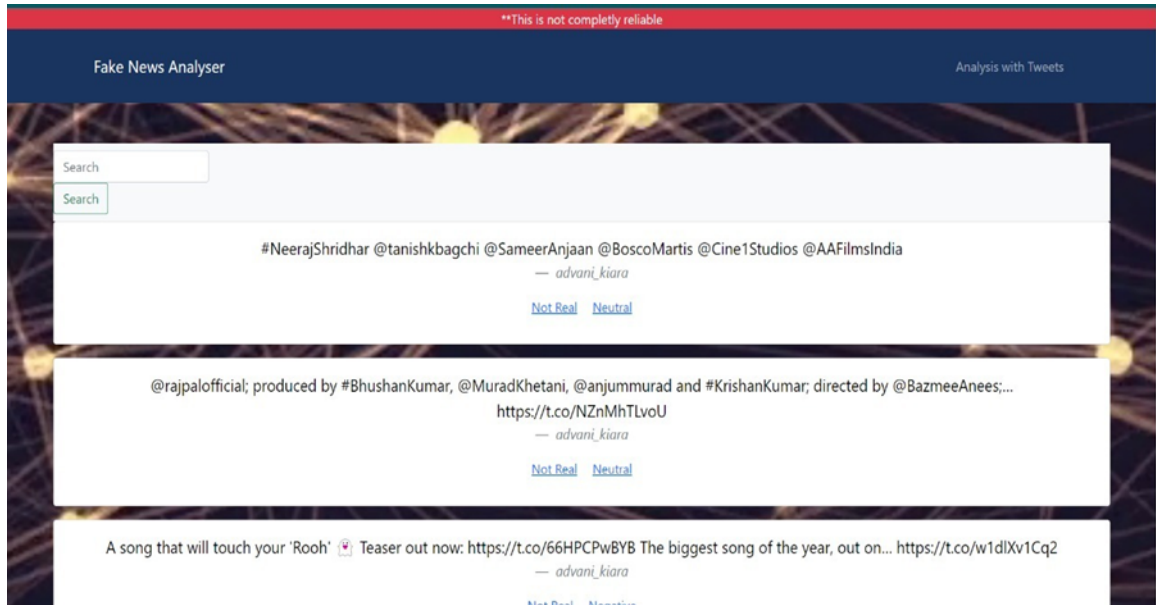 **This is not completly reliable
Fake News Analyser
Analysis with Tweets
Search
Search
#NeerajShridhar @tanishkbagchi @SameerAnjaan @BoscoMartis @Cine1Studios @AAFilmsIndia
— advani_kiara
Not Real Neutral
@rajpalofficial; produced by #BhushanKumar, @MuradKhetani, @anjummurad and #KrishanKumar; directed by @BazmeeAnees;...
https://t.co/NZnMhTLvoU
— advani_kiara
Not Real Neutral
A song that will touch your 'Rooh' 👻 Teaser out now: https://t.co/66HPCPwBYB The biggest song of the year, out on... https://t.co/w1dlXv1Cq2
— advani_kiara
Not Real Negative